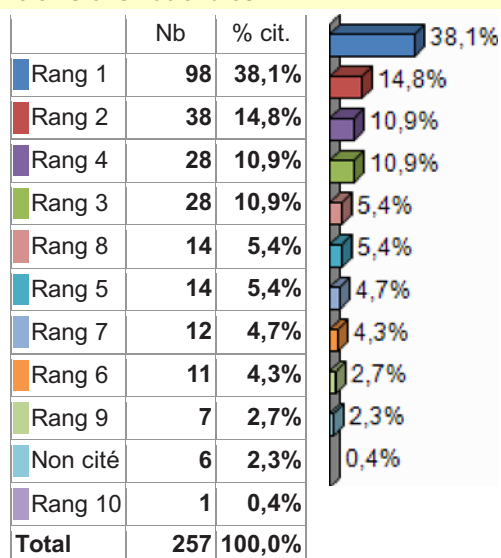 Nb % cit.
Rang 1 98 38,1%
Rang 2 38 14,8%
Rang 4 28 10,9%
Rang 3 28 10,9%
Rang 8 14 5,4%
Rang 5 14 5,4%
Rang 7 12 4,7%
Rang 6 11 4,3%
Rang 9 7 2,7%
Non cité 6 2,3%
Rang 10 1 0,4%
Total 257 100,0%
38,1%
14,8%
10,9%
10,9%
5,4%
5,4%
4,7%
4,3%
2,7%
2,3%
0,4%